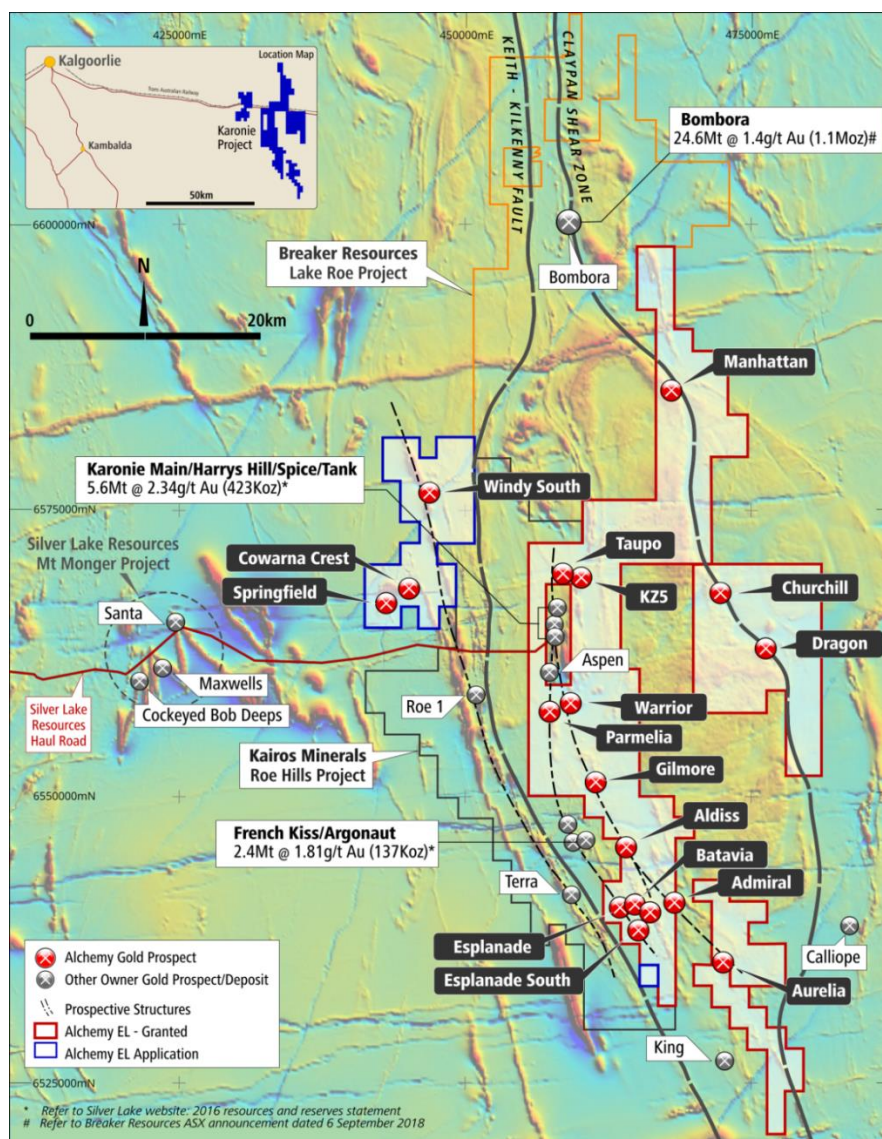 425000mE
450000mE
475000mE
Kalgoorlie
Location Map
Trans-Australian Railway
Karonie
Project
Kambalda
50km
KEITH - KILKENNY FAULT
CLAYPAN SHEAR ZONE
Bombora
24.6Mt @ 1.4g/t Au (1.1Moz)#
6600000mN
Breaker Resources
Lake Roe Project
Bombora
N
0
20km
Manhattan
Karonie Main/Harrys Hill/Spice/Tank
5.6Mt @ 2.34g/t Au (423Koz)*
Windy South
6575000mN
Silver Lake Resources
Mt Monger Project
Cowarna Crest
Springfield
Taupo
KZ5
Churchill
Santa
Dragon
Aspen
Maxwells
Cockeyed Bob Deeps
Silver Lake
Resources
Haul Road
Roe 1
Warrior
Parmelia
Kairos Minerals
Roe Hills Project
Gilmore
6550000mN
Aldiss
French Kiss/Argonaut
2.4Mt @ 1.81g/t Au (137Koz)*
Batavia
Terra
Admiral
Esplanade
Calliope
Esplanade South
Aurelia
King
Alchemy Gold Prospect
Other Owner Gold Prospect/Deposit
Prospective Structures
Alchemy EL - Granted
Alchemy EL Application
6525000mN
* Refer to Silver Lake website: 2016 resources and reserves statement
# Refer to Breaker Resources ASX announcement dated 6 September 2018